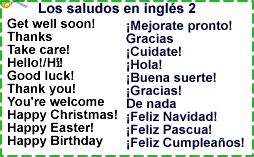 Los saludos en inglés 2
Get well soon! ¡Mejorate pronto!
Thanks Gracias
Take care! ¡Cuidate!
Hello!/Hi! ¡Hola!
Good luck! ¡Buena suerte!
Thank you! ¡Gracias!
You're welcome De nada
Happy Christmas! ¡Feliz Navidad!
Happy Easter! ¡Feliz Pascua!
Happy Birthday ¡Feliz Cumpleaños!